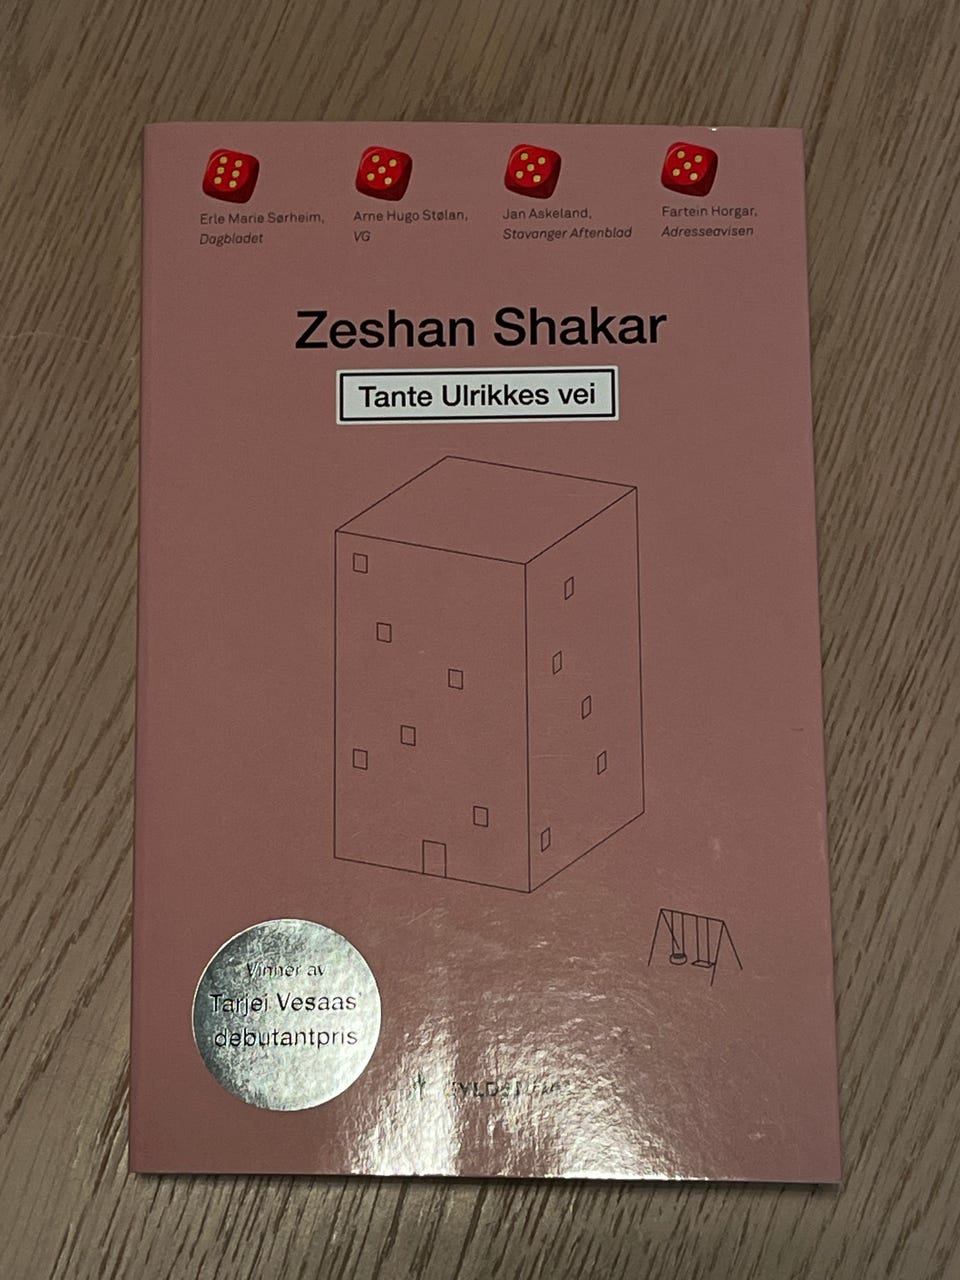 Erle Marie Sørheim,
Dagbladet
Arne Hugo Stølan,
VG
Jan Askeland,
Stavanger Aftenblad
Fartein Horgar,
Adresseavisen
Zeshan Shakar
Tante Ulrikkes vei
Vinner av
Tarjei Vesaas'
debutantpris
GYLDENDAL